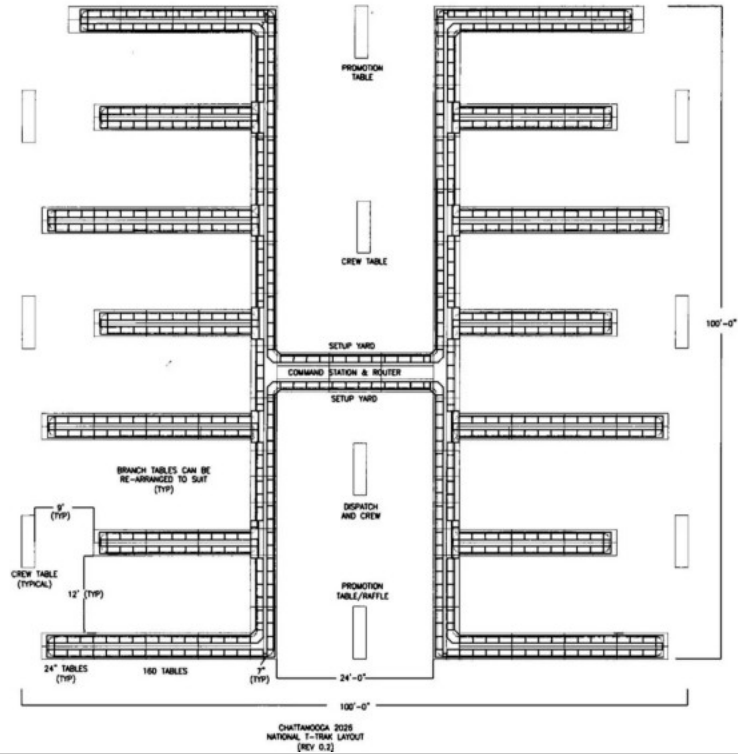 PROMOTION
TABLE
CREW TABLE
100'-0"
SETUP YARD
COMMAND STATION & ROUTER
SETUP YARD
BRANCH TABLES CAN BE
RE-ARRANGED TO SUIT
(TYP)
9'
(TYP)
DISPATCH
AND CREW
CREW TABLE
(TYPICAL)
12' (TYP)
PROMOTION
TABLE/RAFFLE
24" TABLES
(TYP)
160 TABLES
7"
(TYP)
24'-0"
100'-0"
CHATTANOOGA 2025
NATIONAL T-TRAK LAYOUT
[REV 0.2]